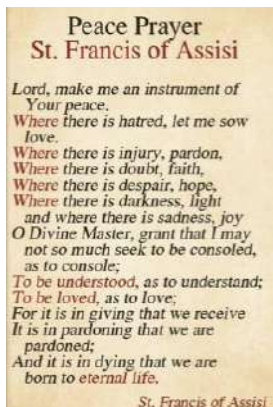 Peace Prayer
St. Francis of Assisi
Lord, make me an instrument of
Your peace.
Where there is hatred, let me sow
love.
Where there is injury, pardon,
Where there is doubt, faith,
Where there is despair, hope,
Where there is darkness, light
and where there is sadness, joy
O Divine Master, grant that I may
not so much seek to be consoled,
as to console;
To be understood, as to understand;
To be loved, as to love;
For it is in giving that we receive
It is in pardoning that we are
pardoned;
And it is in dying that we are
born to eternal life.
St. Francis of Assisi